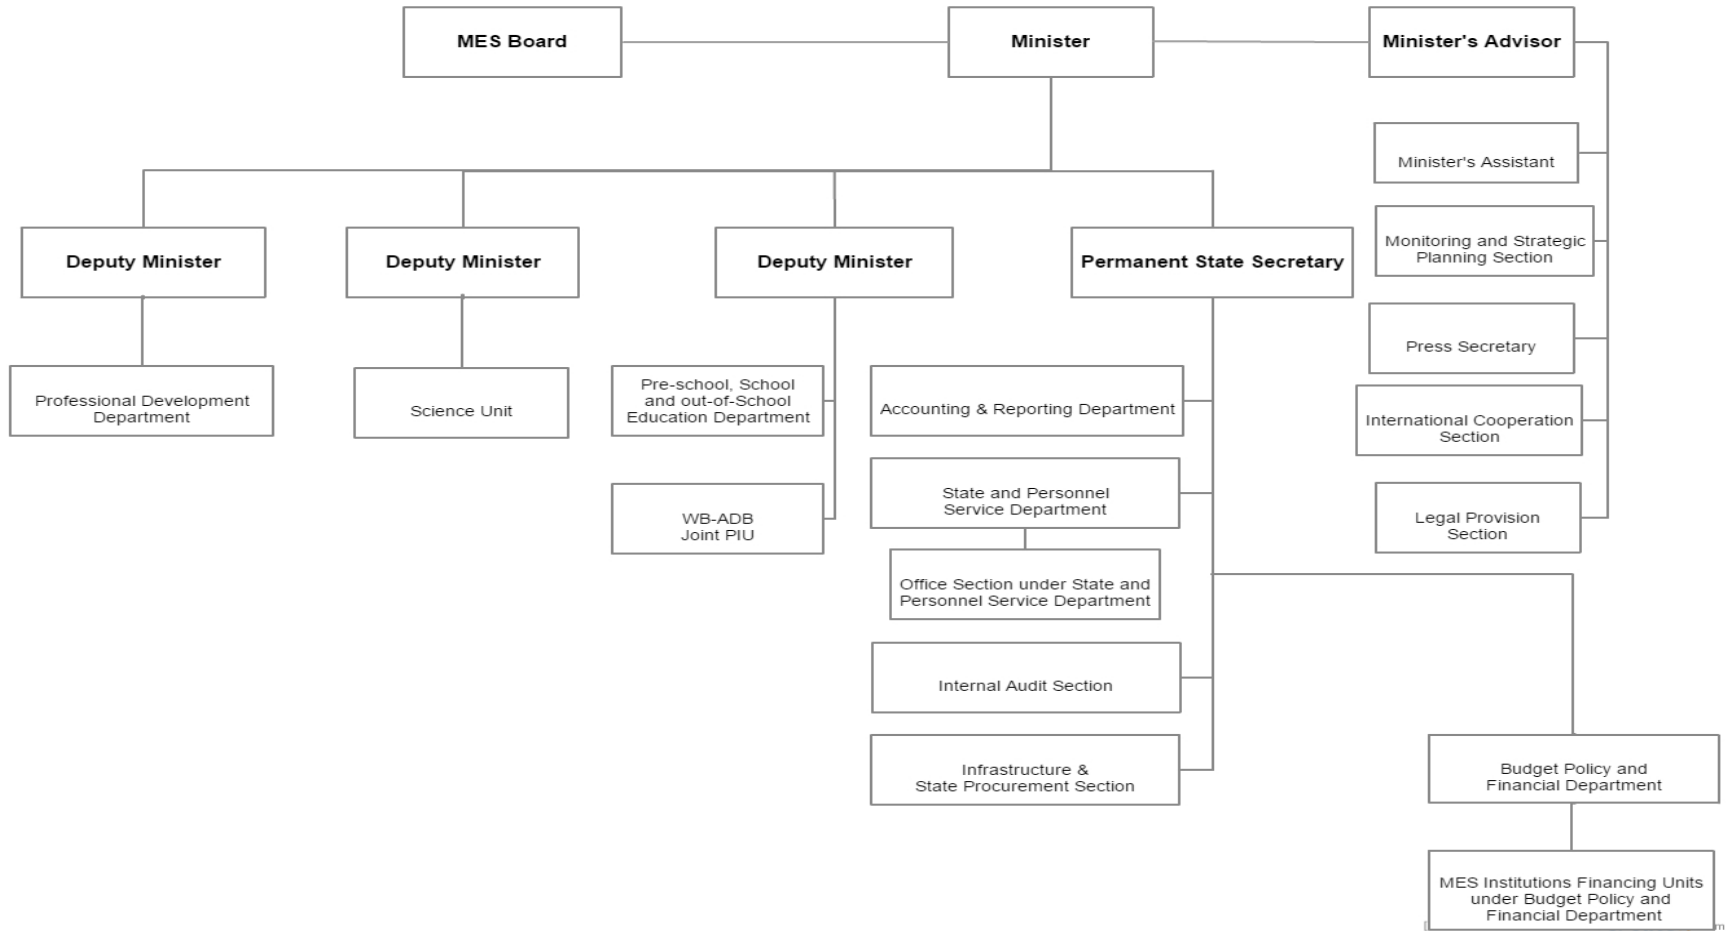 MES Board
Minister
Minister's Advisor
Minister's Assistant
Monitoring and Strategic
Planning Section
Press Secretary
International Cooperation
Section
Legal Provision
Section
Deputy Minister
Deputy Minister
Deputy Minister
Permanent State Secretary
Professional Development
Department
Science Unit
Pre-school, School
and out-of-School
Education Department
WB-ADB
Joint PIU
Accounting & Reporting Department
State and Personnel
Service Department
Office Section under State and
Personnel Service Department
Internal Audit Section
Infrastructure &
State Procurement Section
Budget Policy and
Financial Department
MES Institutions Financing Units
under Budget Policy and
Financial Department